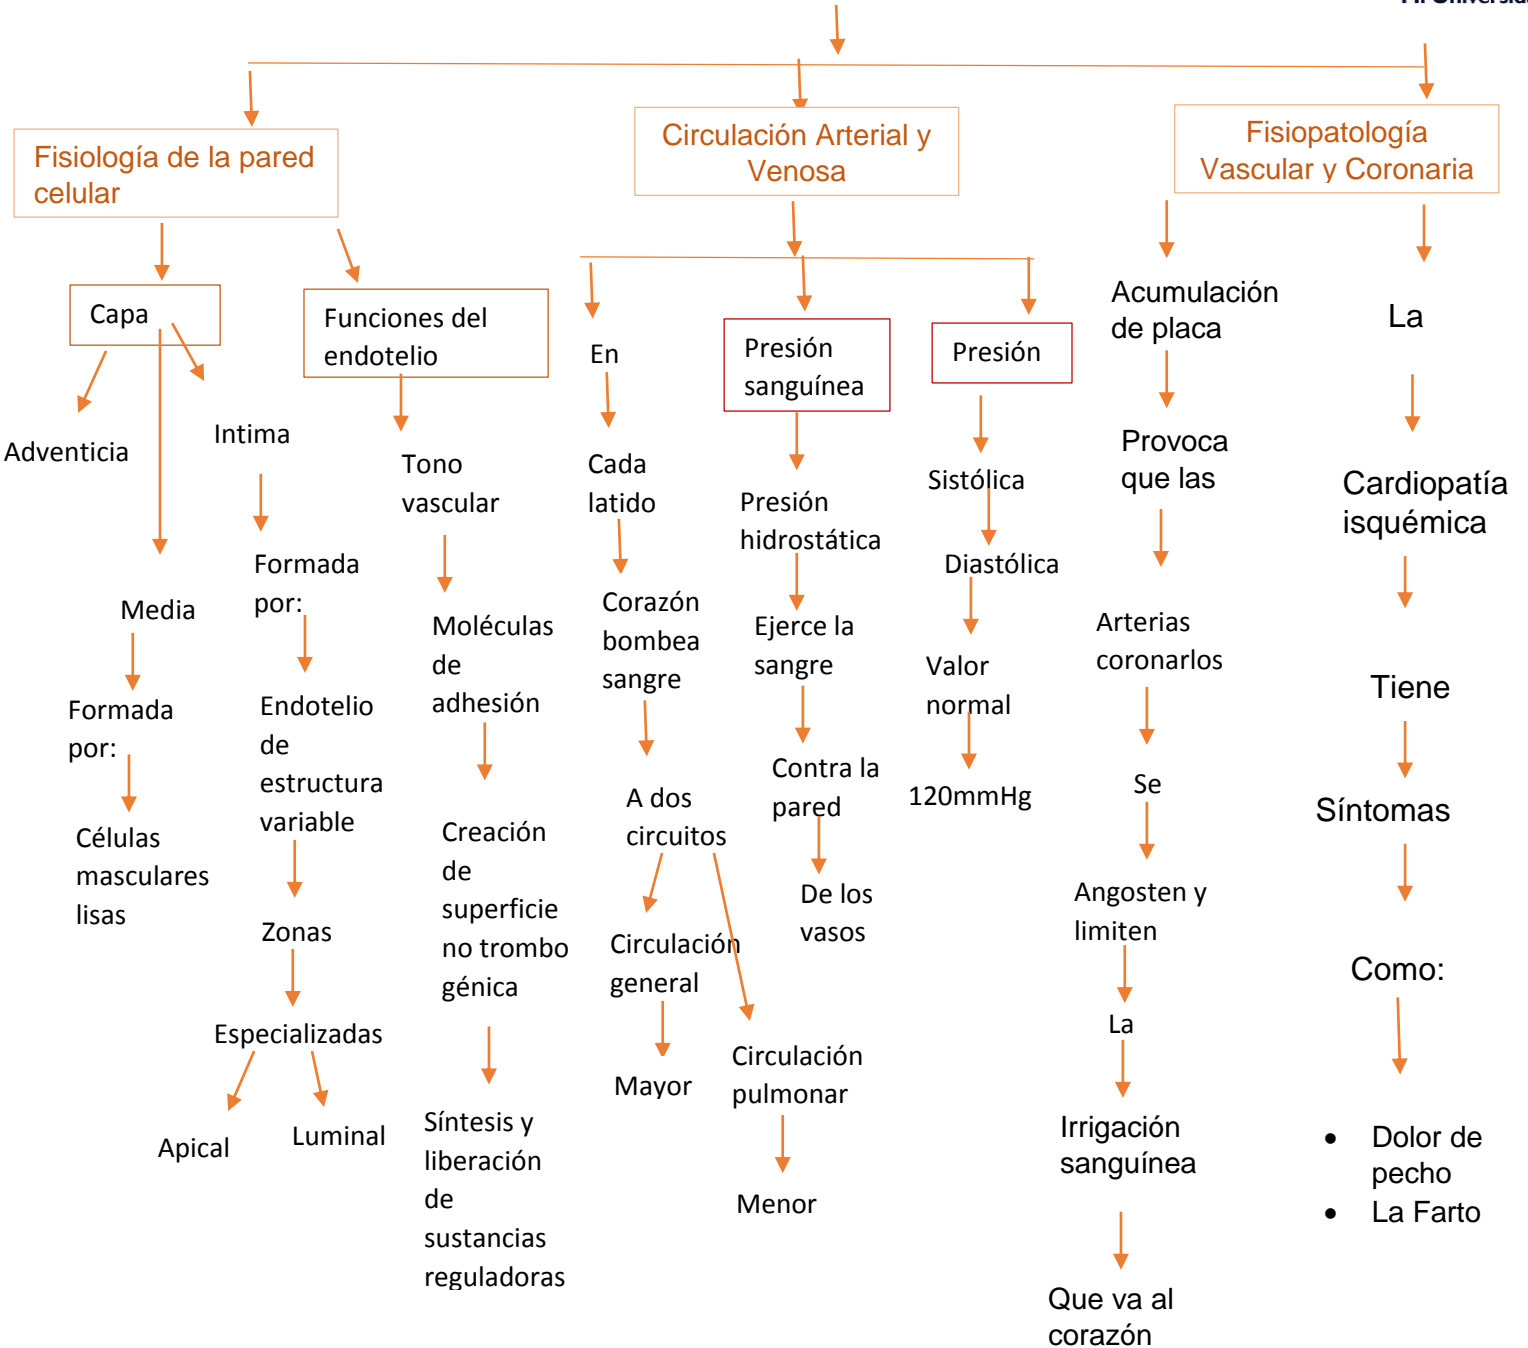 Fisiología de la pared
celular
Capa
Adventicia
Media
Formada
por:
Células
masculares
lisas
Intima
Formada
por:
Endotelio
de
estructura
variable
Zonas
Especializadas
Apical
Luminal
Funciones del
endotelio
Tono
vascular
Moléculas
de
adhesión
Creación
de
superficie
no trombo
génica
Síntesis y
liberación
de
sustancias
reguladoras
Circulación Arterial y
Venosa
En
Cada
latido
Corazón
bombea
sangre
A dos
circuitos
Circulación
general
Mayor
Circulación
pulmonar
Menor
Presión
sanguínea
Presión
hidrostática
Ejerce la
sangre
Contra la
pared
De los
vasos
Presión
Sistólica
Diastólica
Valor
normal
120mmHg
Fisiopatología
Vascular y Coronaria
Acumulación
de placa
Provoca
que las
Arterias
coronarlos
Se
Angosten y
limiten
La
Irrigación
sanguínea
Que va al
corazón
La
Cardiopatía
isquémica
Tiene
Síntomas
Como:
• Dolor de
pecho
• La Farto